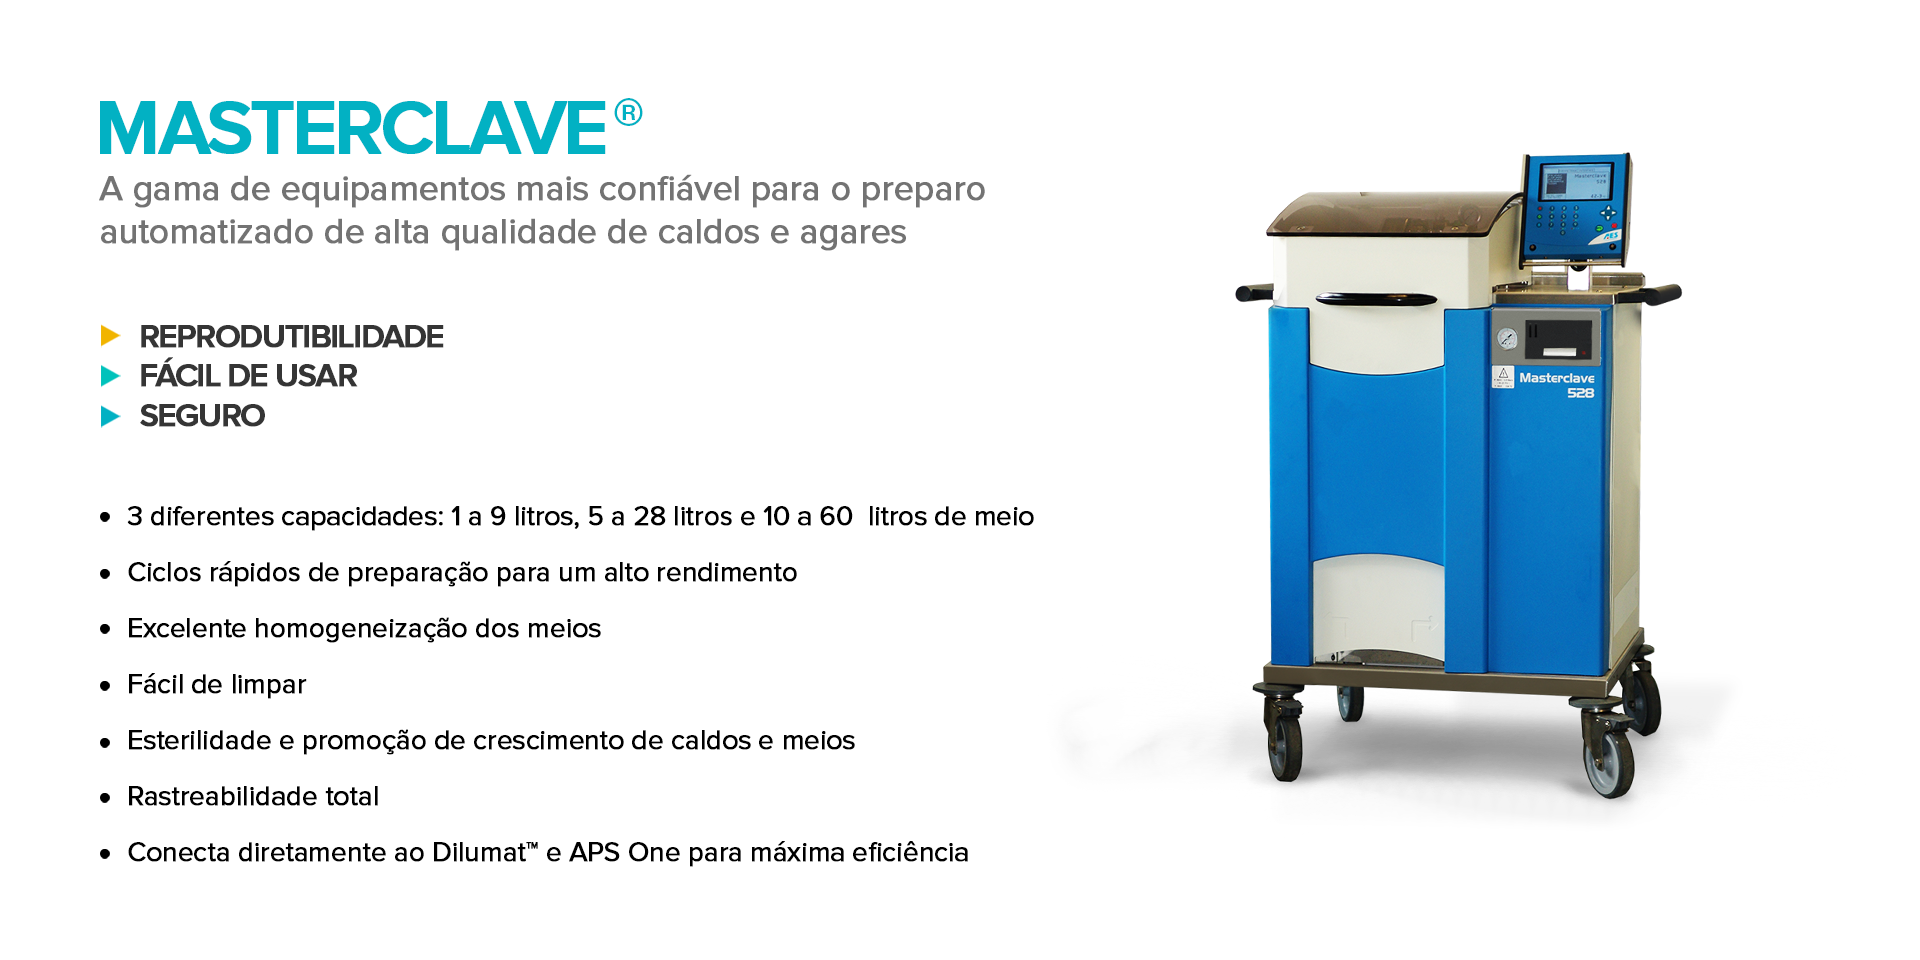 MASTERCLAVE®
A gama de equipamentos mais confiável para o preparo
automatizado de alta qualidade de caldos e agares
REPRODUTIBILIDADE
FÁCIL DE USAR
SEGURO
• 3 diferentes capacidades: 1 a 9 litros, 5 a 28 litros e 10 a 60 litros de meio
• Ciclos rápidos de preparação para um alto rendimento
• Excelente homogeneização dos meios
• Fácil de limpar
• Esterilidade e promoção de crescimento de caldos e meios
• Rastreabilidade total
• Conecta diretamente ao Dilumat™ e APS One para máxima eficiência
Masterclave
528
AES
Masterclave
528